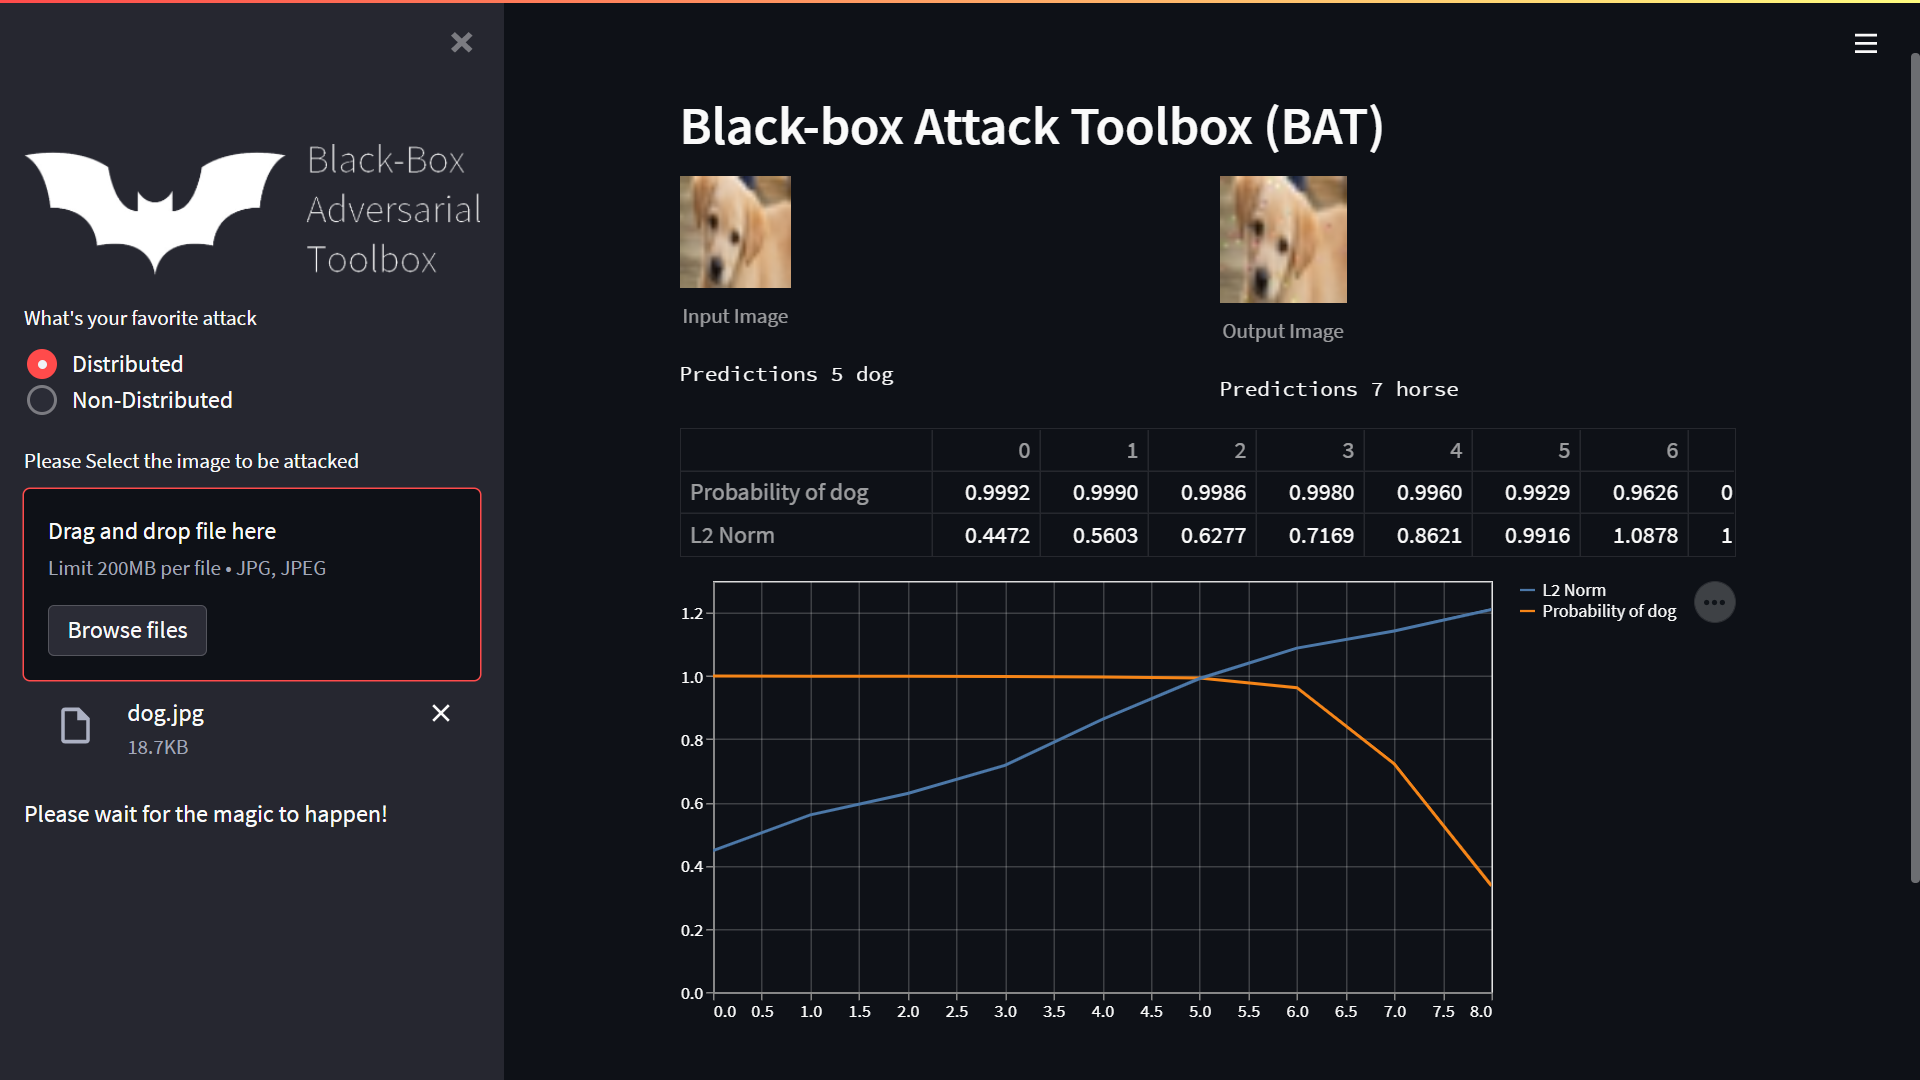 Black-Box
Adversarial
Toolbox
What's your favorite attack
Distributed
Non-Distributed
Please Select the image to be attacked
Drag and drop file here
Limit 200MB per file • JPG, JPEG
Browse files
dog.jpg
18.7KB
Please wait for the magic to happen!
Black-box Attack Toolbox (BAT)
Input Image
Output Image
Predictions 5 dog
Predictions 7 horse
0 1 2 3 4 5 6
Probability of dog 0.9992 0.9990 0.9986 0.9980 0.9960 0.9929 0.9626 0
L2 Norm 0.4472 0.5603 0.6277 0.7169 0.8621 0.9916 1.0878 1
L2 Norm
Probability of dog
1.2
1.0
0.8
0.6
0.4
0.2
0.0
0.0 0.5 1.0 1.5 2.0 2.5 3.0 3.5 4.0 4.5 5.0 5.5 6.0 6.5 7.0 7.5 8.0